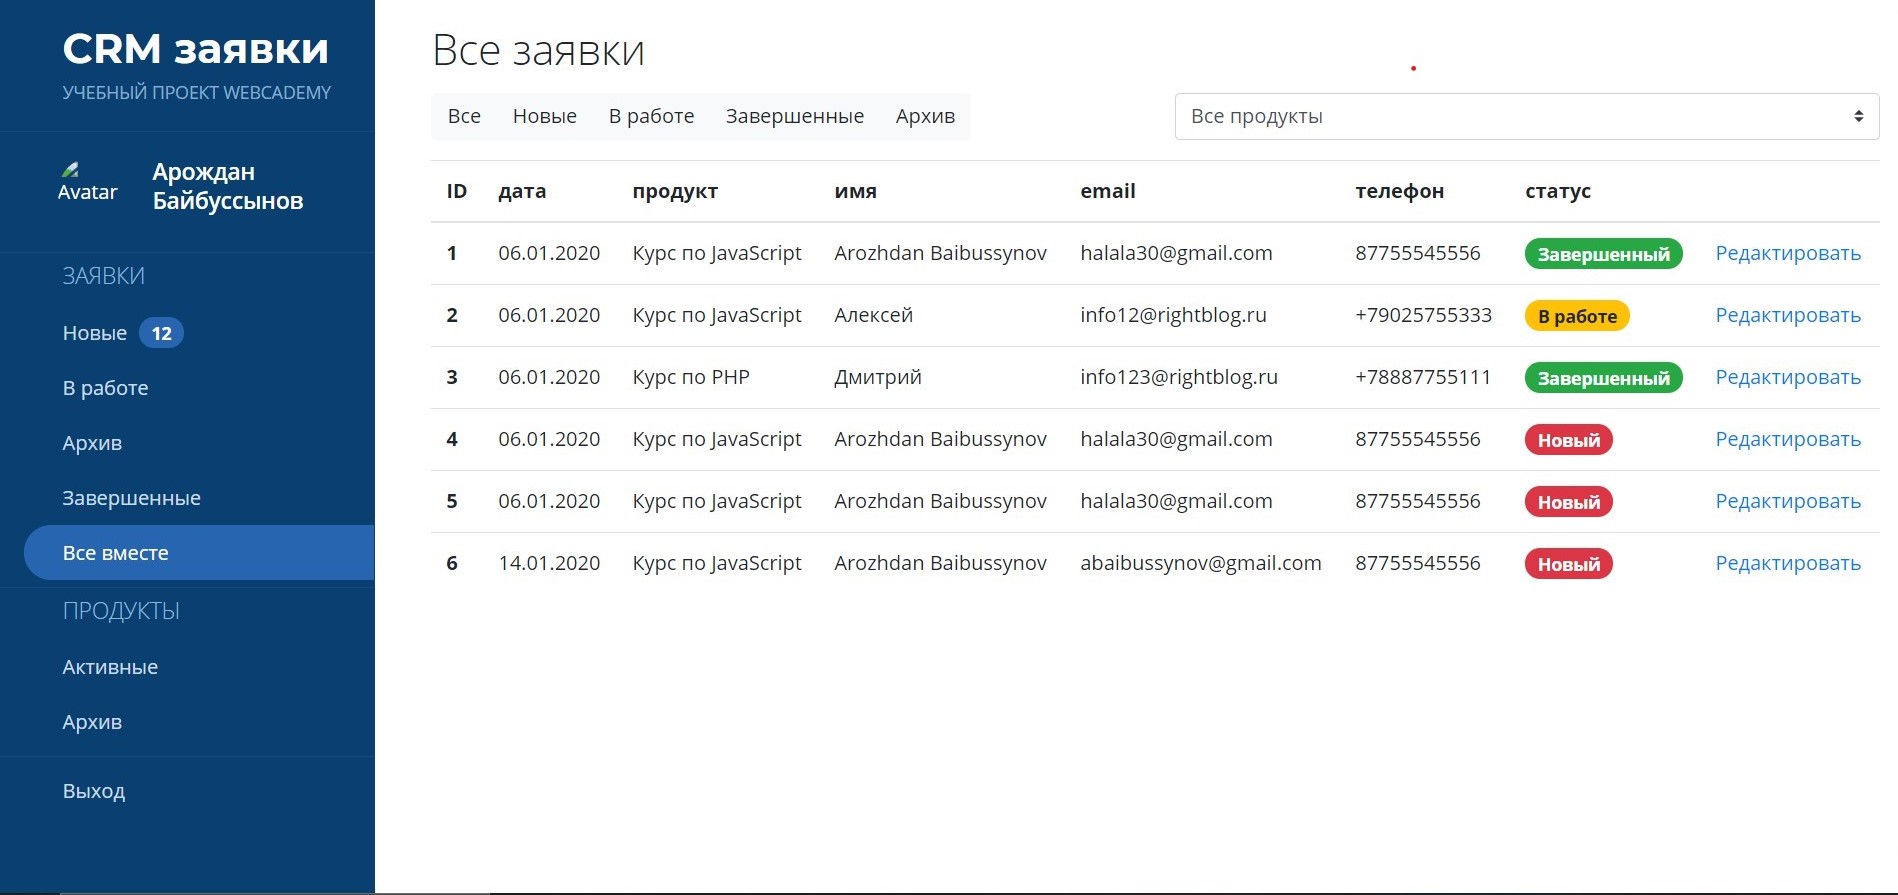 CRM заявки
УЧЕБНЫЙ ПРОЕКТ WEBCADEMY
Avatar
Арождан
Байбуссынов
ЗАЯВКИ
Новые 12
В работе
Архив
Завершенные
Все вместе
ПРОДУКТЫ
Активные
Архив
Выход
Все заявки
Все Новые В работе Завершенные Архив Все продукты
ID дата продукт имя email телефон статус
1 06.01.2020 Курс по JavaScript Arozhdan Baibussynov halala30@gmail.com 87755545556 Завершенный Редактировать
2 06.01.2020 Курс по JavaScript Алексей info12@rightblog.ru +79025755333 В работе Редактировать
3 06.01.2020 Курс по PHP Дмитрий info123@rightblog.ru +78887755111 Завершенный Редактировать
4 06.01.2020 Курс по JavaScript Arozhdan Baibussynov halala30@gmail.com 87755545556 Новый Редактировать
5 06.01.2020 Курс по JavaScript Arozhdan Baibussynov halala30@gmail.com 87755545556 Новый Редактировать
6 14.01.2020 Курс по JavaScript Arozhdan Baibussynov abaibussynov@gmail.com 87755545556 Новый Редактировать